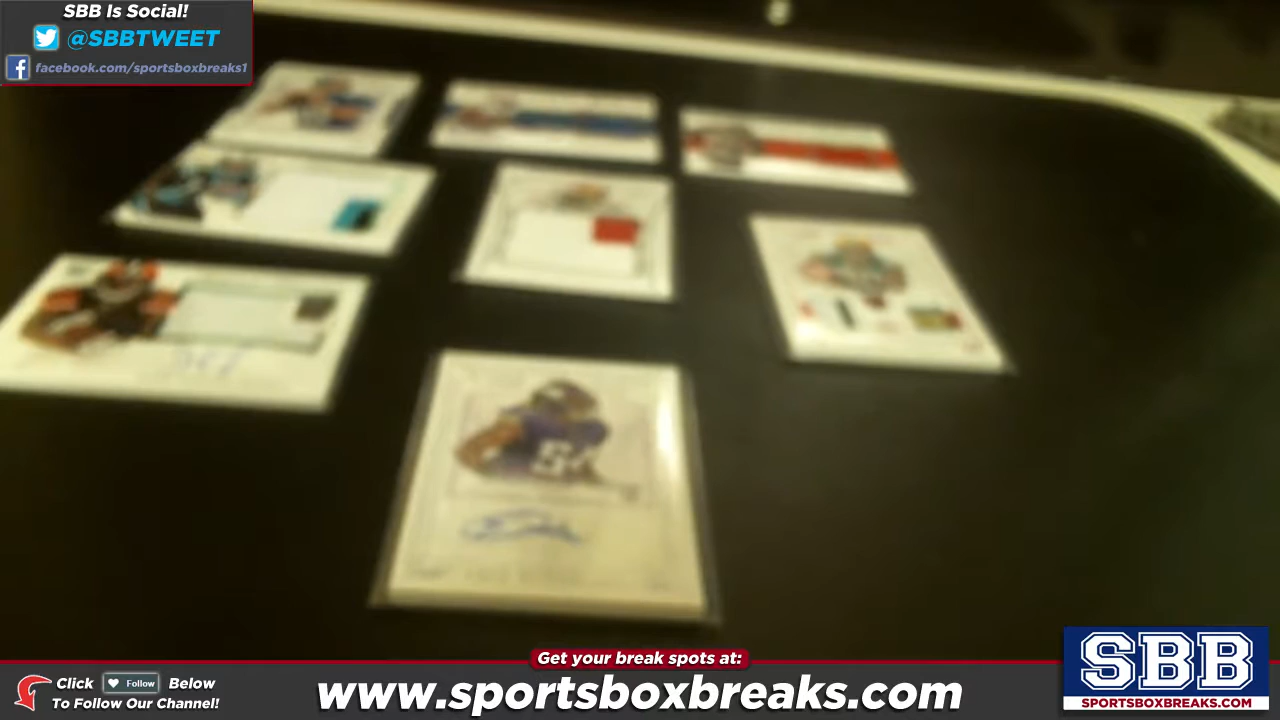 SBB Is Social!
@SBBTWEET
facebook.com/sportsboxbreaks1
Get your break spots at:
Click Follow Below
To Follow Our Channel!
www.sportsboxbreaks.com
SBB
SPORTSBOXBREAKS.COM